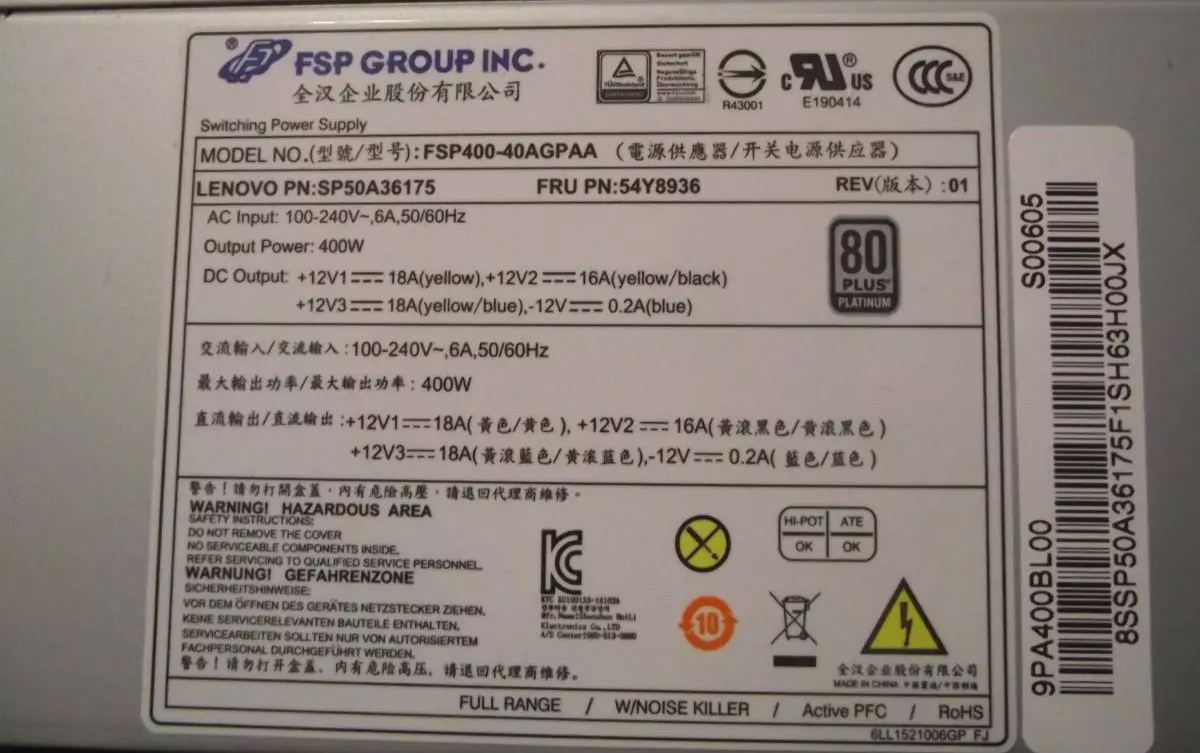 FSP GROUP INC.
全汉企业股份有限公司
R43001
C UL US
E190414
CCC S&E
Switching Power Supply
MODEL NO.(型號/型号):FSP400-40AGPAA (電源供應器/开关电源供应器)
LENOVO PN:SP50A36175 FRU PN:54Y8936 REV(版本):01
AC Input: 100-240V~,6A,50/60Hz
Output Power: 400W
DC Output: +12V1⎓18A(yellow),+12V2⎓16A(yellow/black)
+12V3⎓18A(yellow/blue),-12V⎓0.2A(blue)
80
PLUS
PLATINUM
交流輸入/交流输入:100-240V~,6A,50/60Hz
最大輸出功率/最大输出功率: 400W
直流輸出/直流输出:+12V1⎓18A(黃色/黄色), +12V2⎓16A(黃滾黑色/黄滚黑色)
+12V3⎓18A(黃滾藍色/黄滚蓝色),-12V⎓0.2A(藍色/蓝色)
警告!請勿打開盒蓋,內有危險高壓,請退回代理商維修。
WARNING! HAZARDOUS AREA
SAFETY INSTRUCTIONS:
DO NOT REMOVE THE COVER
NO SERVICEABLE COMPONENTS INSIDE,
REFER SERVICING TO QUALIFIED SERVICE PERSONNEL.
WARNUNG! GEFAHRENZONE
SICHERHEITSHINWEISE:
VOR DEM ÖFFNEN DES GERÄTES NETZSTECKER ZIEHEN,
KEINE SERVICERELEVANTEN BAUTEILE ENTHALTEN,
SERVICEARBEITEN SOLLTEN NUR VON AUTORISIERTEM
FACHPERSONAL DURCHGEFÜHRT WERDEN.
警告!请勿打开盒盖、内有危险高压, 请退回代理商维修。
HI-POT ATE
OK OK
10
全汉企业股份有限公司
MADE IN CHINA
FULL RANGE / W/NOISE KILLER / Active PFC / RoHS
6LL1521006GP FJ
S00605
9PA400BL00
8SSP50A36175F1SH63H00JX